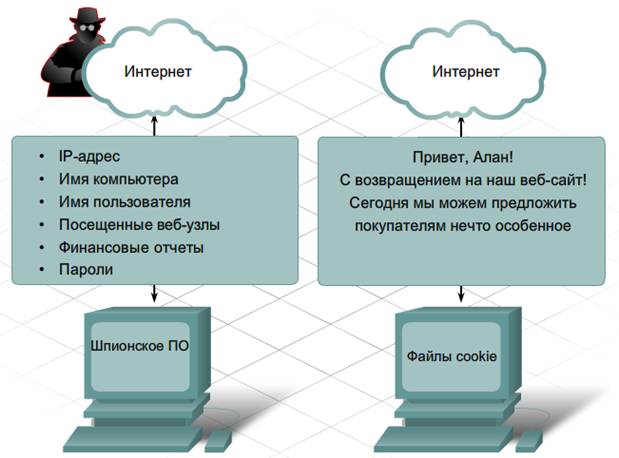 Интернет
• IP-адрес
• Имя компьютера
• Имя пользователя
• Посещенные веб-узлы
• Финансовые отчеты
• Пароли
Шпионское ПО
Интернет
Привет, Алан!
С возвращением на наш веб-сайт!
Сегодня мы можем предложить
покупателям нечто особенное
Файлы cookie